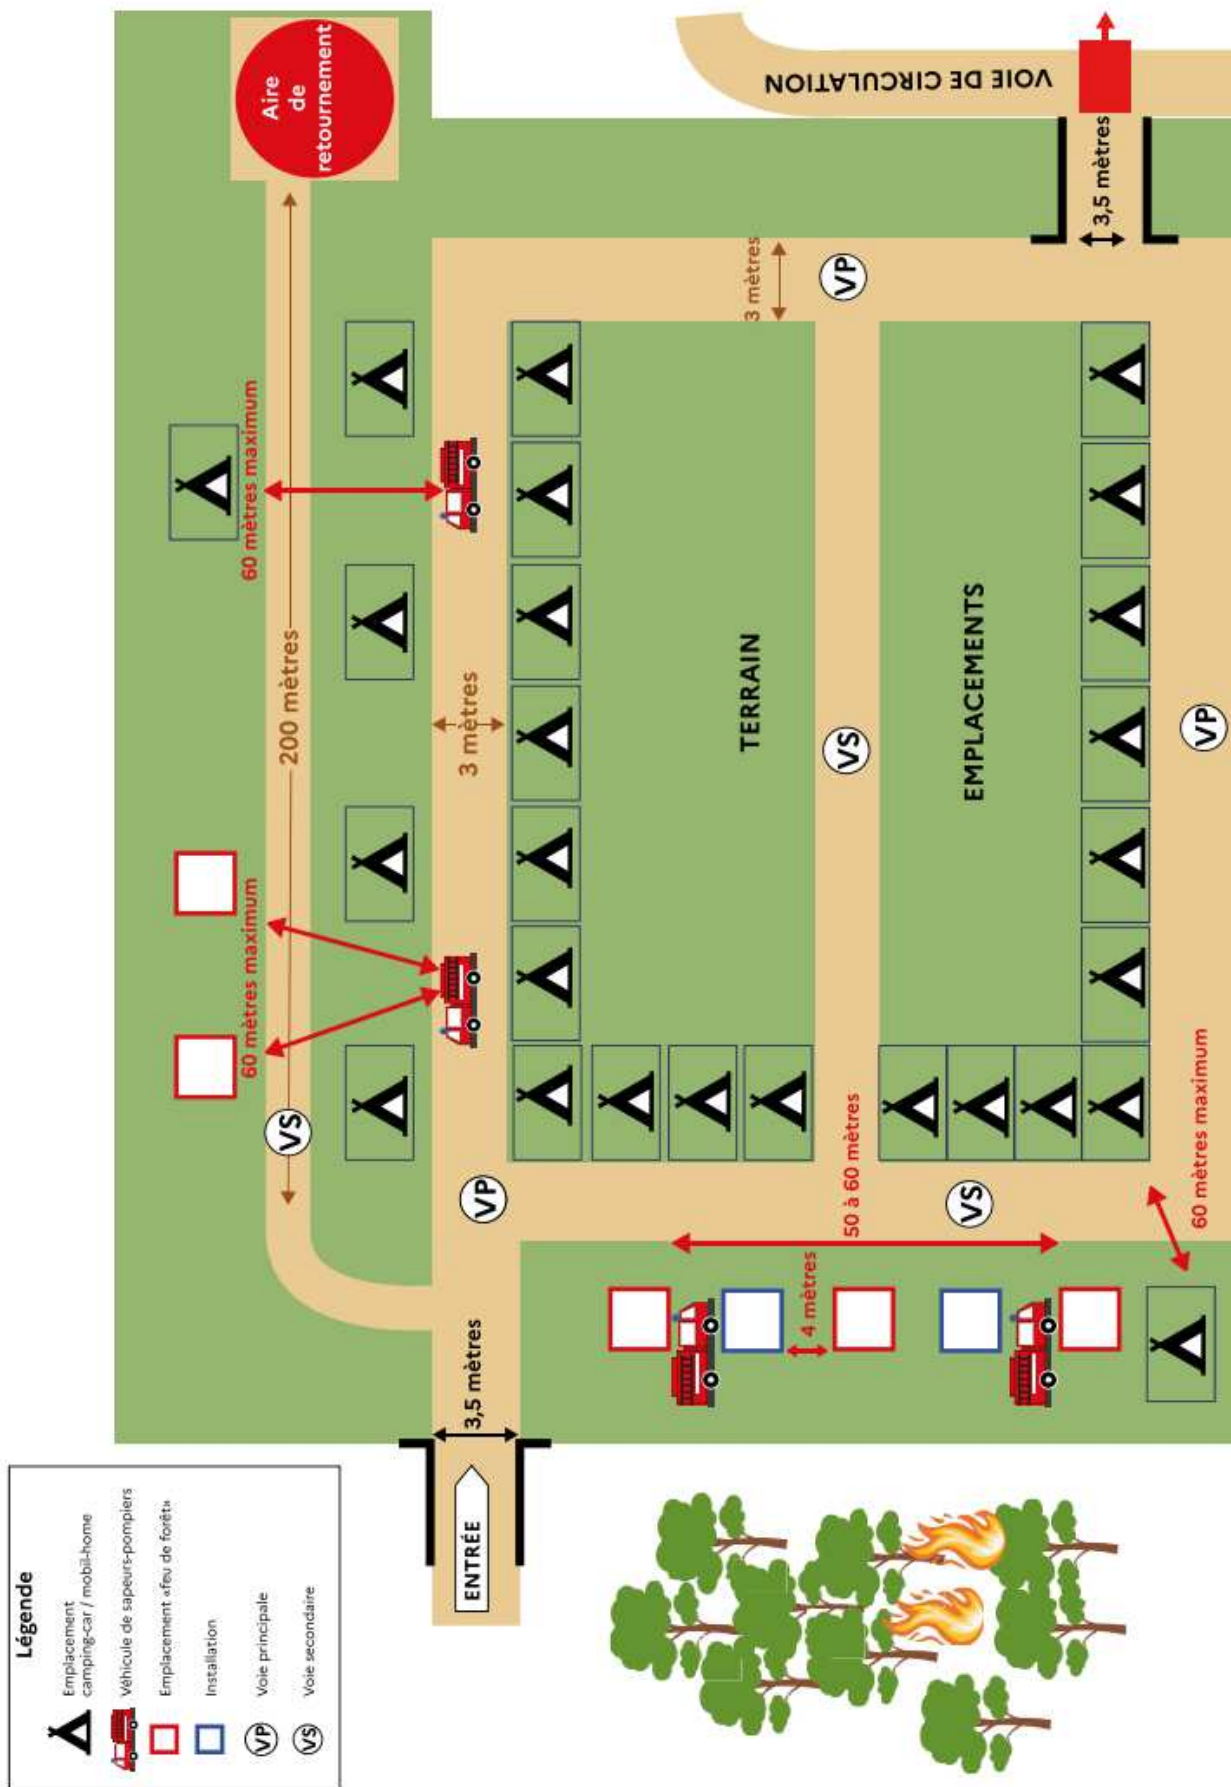 Légende
Emplacement
camping-car / mobil-home
Véhicule de sapeurs-pompiers
Emplacement «feu de forêt»
Installation
VP
Voie principale
VS
Voie secondaire
Aire
de
retournement
200 mètres
VS
60 mètres maximum
60 mètres maximum
ENTRÉE
3,5 mètres
VP
3 mètres
TERRAIN
3 mètres
VP
VOIE DE CIRCULATION
3,5 mètres
VS
EMPLACEMENTS
50 à 60 mètres
4 mètres
VS
60 mètres maximum
VP